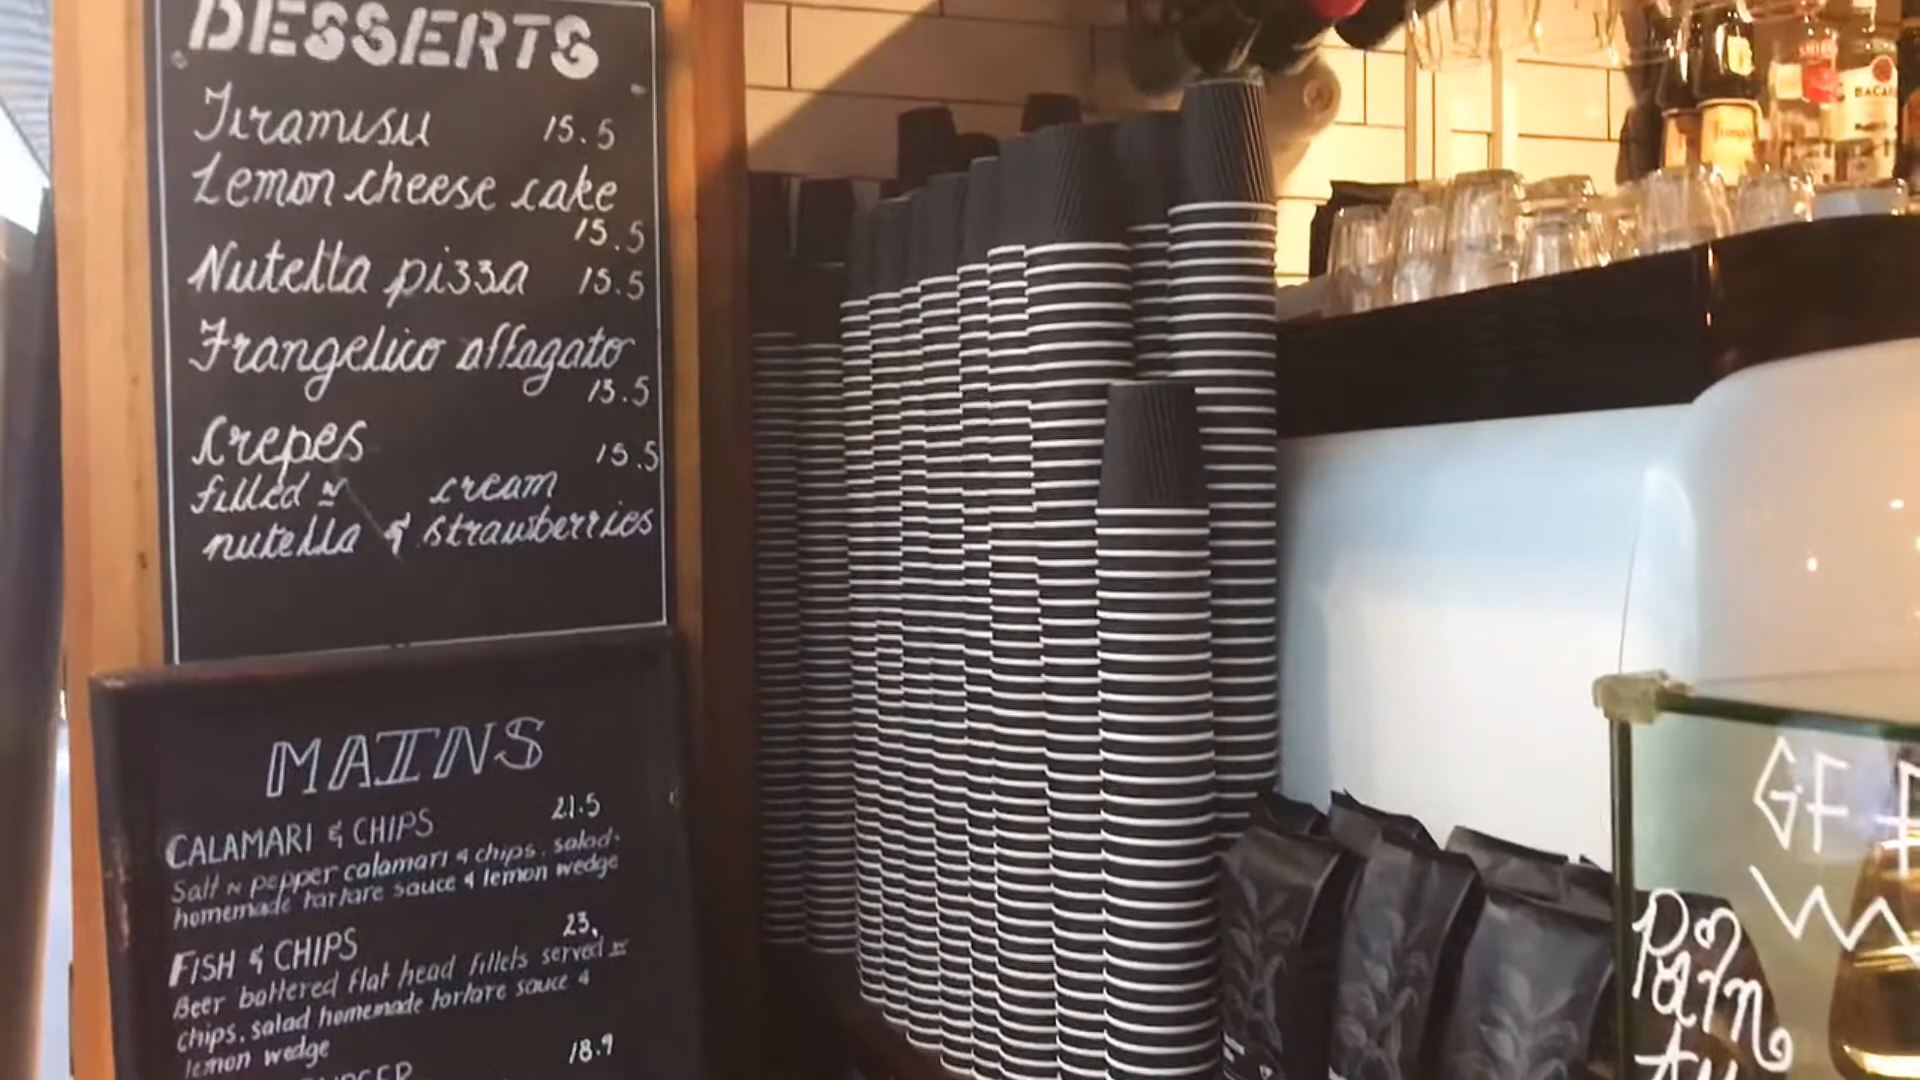 DESSERTS
Tiramisu 15.5
Lemon cheese cake
15.5
Nutella pizza 15.5
Frangelico affagato
13.5
Crepes 15.5
filled w cream
nutella & strawberries
MAINS
CALAMARI & CHIPS 21.5
Salt n pepper calamari & chips, salad.
homemade tartare sauce & lemon wedge
FISH & CHIPS 23.
Beer battered flat head fillets served w
chips, salad homemade tartare sauce &
lemon wedge
18.9
GF
BACAR